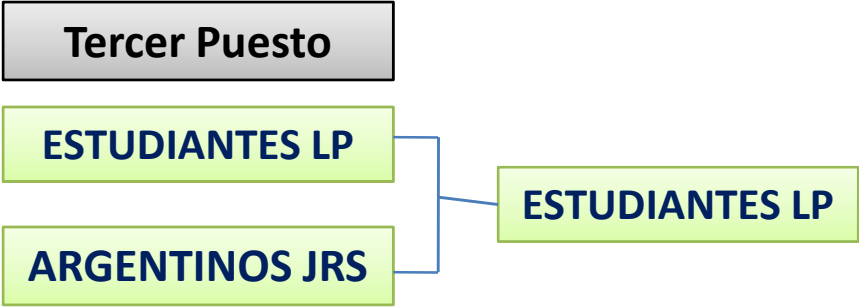 Tercer Puesto
ESTUDIANTES LP
ESTUDIANTES LP
ARGENTINOS JRS